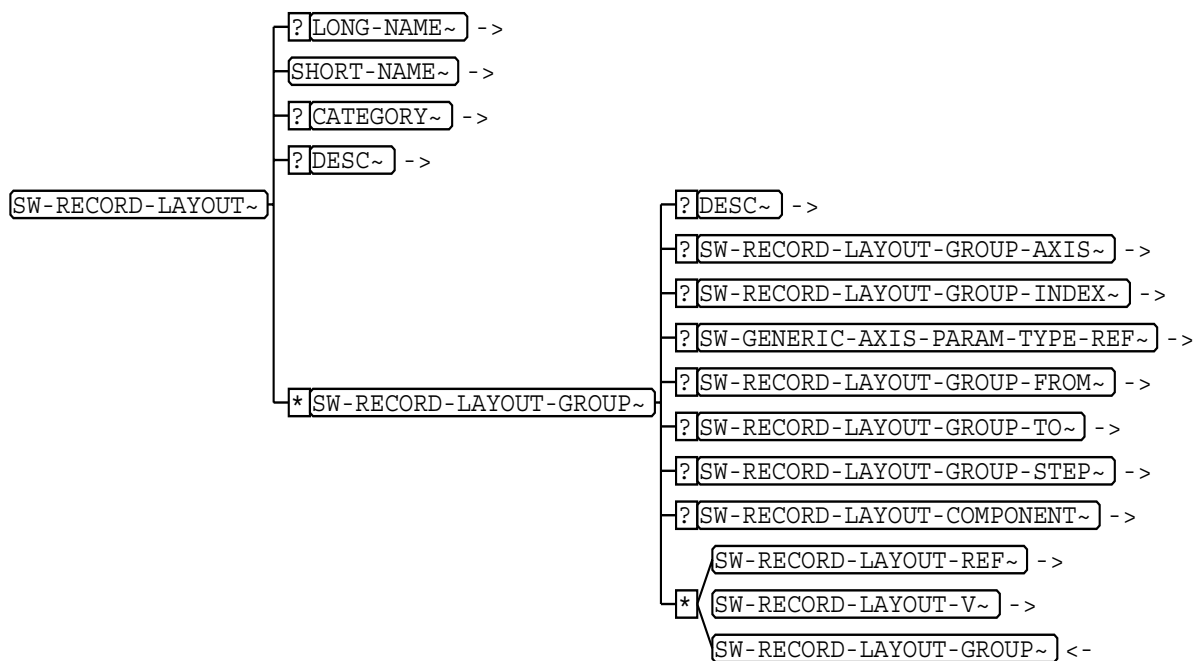 ?LONG-NAME~ ->
SHORT-NAME~ ->
?CATEGORY~ ->
?DESC~ ->
SW-RECORD-LAYOUT~
?DESC~ ->
?SW-RECORD-LAYOUT-GROUP-AXIS~ ->
?SW-RECORD-LAYOUT-GROUP-INDEX~ ->
?SW-GENERIC-AXIS-PARAM-TYPE-REF~ ->
?SW-RECORD-LAYOUT-GROUP-FROM~ ->
*SW-RECORD-LAYOUT-GROUP~
?SW-RECORD-LAYOUT-GROUP-TO~ ->
?SW-RECORD-LAYOUT-GROUP-STEP~ ->
?SW-RECORD-LAYOUT-COMPONENT~ ->
SW-RECORD-LAYOUT-REF~ ->
* SW-RECORD-LAYOUT-V~ ->
SW-RECORD-LAYOUT-GROUP~ <-